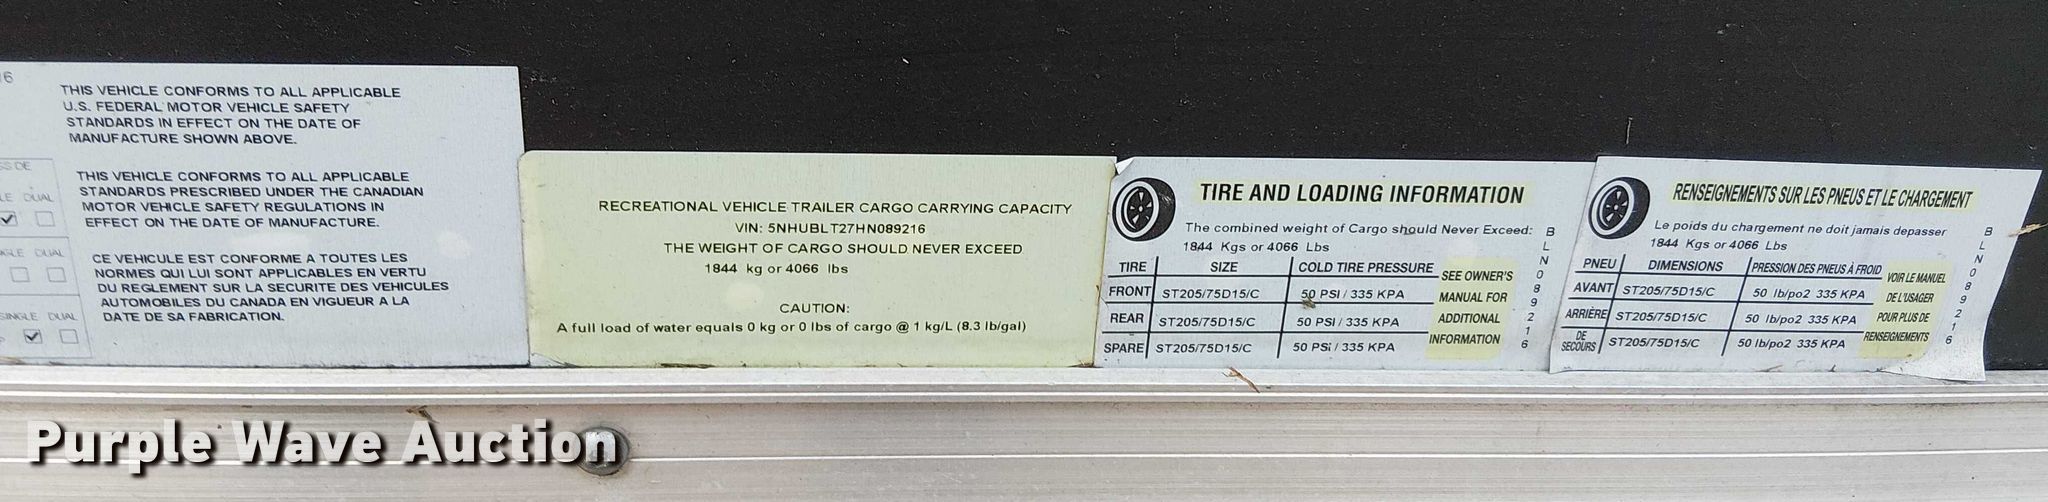 16
THIS VEHICLE CONFORMS TO ALL APPLICABLE
U.S. FEDERAL MOTOR VEHICLE SAFETY
STANDARDS IN EFFECT ON THE DATE OF
MANUFACTURE SHOWN ABOVE.
SS DE
LE DUAL
THIS VEHICLE CONFORMS TO ALL APPLICABLE
STANDARDS PRESCRIBED UNDER THE CANADIAN
MOTOR VEHICLE SAFETY REGULATIONS IN
EFFECT ON THE DATE OF MANUFACTURE.
DUAL
CE VEHICULE EST CONFORME A TOUTES LES
NORMES QUI LUI SONT APPLICABLES EN VERTU
DU REGLEMENT SUR LA SECURITE DES VEHICULES
AUTOMOBILES DU CANADA EN VIGUEUR A LA
DATE DE SA FABRICATION.
SINGLE DUAL
RECREATIONAL VEHICLE TRAILER CARGO CARRYING CAPACITY
VIN: 5NHUBLT27HN089216
THE WEIGHT OF CARGO SHOULD NEVER EXCEED
1844 kg or 4066 lbs
CAUTION:
A full load of water equals 0 kg or 0 lbs of cargo @ 1 kg/L (8.3 lb/gal)
TIRE AND LOADING INFORMATION
The combined weight of Cargo should Never Exceed:
1844 Kgs or 4066 Lbs
TIRE SIZE COLD TIRE PRESSURE
FRONT ST205/75D15/C 50 PSI / 335 KPA
REAR ST205/75D15/C 50 PSI / 335 KPA
SPARE ST205/75D15/C 50 PSI / 335 KPA
SEE OWNER'S
MANUAL FOR
ADDITIONAL
INFORMATION
BLN089216
RENSEIGNEMENTS SUR LES PNEUS ET LE CHARGEMENT
Le poids du chargement ne doit jamais depasser
1844 Kgs or 4066 Lbs
PNEU DIMENSIONS PRESSION DES PNEUS À FROID
AVANT ST205/75D15/C 50 lb/po2 335 KPA
ARRIÈRE ST205/75D15/C 50 lb/po2 335 KPA
DE SECOURS ST205/75D15/C 50 lb/po2 335 KPA
VOIR LE MANUEL
DE L'USAGER
POUR PLUS DE
RENSEIGNEMENTS
BLN089216
Purple Wave Auction